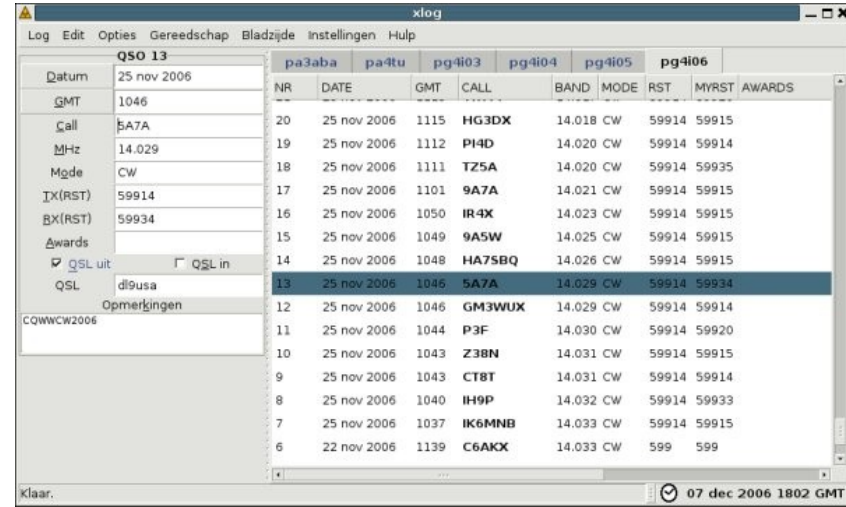 xlog
Log Edit Opties Gereedschap Bladzijde Instellingen Hulp
QSO 13
Datum 25 nov 2006
GMT 1046
Call 5A7A
MHz 14.029
Mode CW
TX(RST) 59914
RX(RST) 59934
Awards
QSL uit QSL in
QSL dl9usa
Opmerkingen
CQWWCW2006
pa3aba pa4tu pg4i03 pg4i04 pg4i05 pg4i06
NR DATE GMT CALL BAND MODE RST MYRST AWARDS
20 25 nov 2006 1115 HG3DX 14.018 CW 59914 59915
19 25 nov 2006 1112 PI4D 14.020 CW 59914 59914
18 25 nov 2006 1111 TZ5A 14.020 CW 59914 59935
17 25 nov 2006 1101 9A7A 14.021 CW 59914 59915
16 25 nov 2006 1050 IR4X 14.023 CW 59914 59915
15 25 nov 2006 1049 9A5W 14.025 CW 59914 59915
14 25 nov 2006 1048 HA7SBQ 14.026 CW 59914 59915
13 25 nov 2006 1046 5A7A 14.029 CW 59914 59934
12 25 nov 2006 1046 GM3WUX 14.029 CW 59914 59914
11 25 nov 2006 1044 P3F 14.030 CW 59914 59920
10 25 nov 2006 1043 Z38N 14.031 CW 59914 59915
9 25 nov 2006 1043 CT8T 14.031 CW 59914 59914
8 25 nov 2006 1040 IH9P 14.032 CW 59914 59933
7 25 nov 2006 1037 IK6MNB 14.033 CW 59914 59915
6 22 nov 2006 1139 C6AKX 14.033 CW 599 599
Klaar.
07 dec 2006 1802 GMT